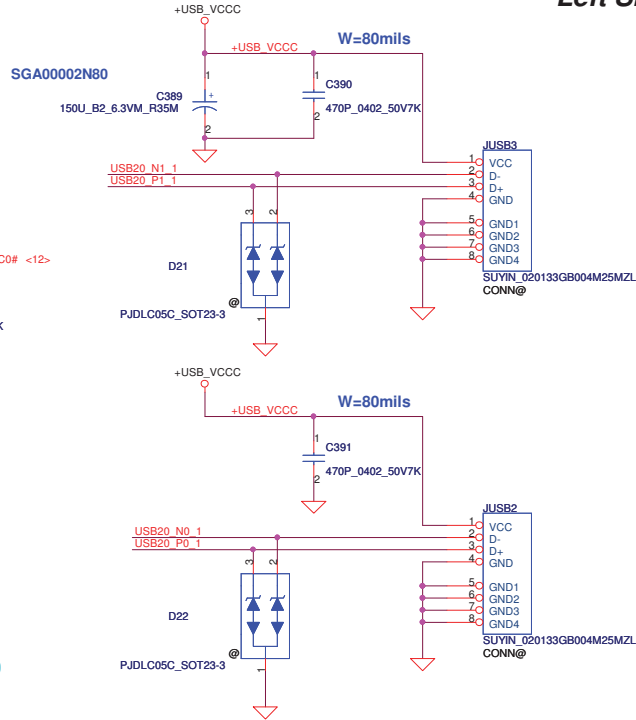 Left S
+USB_VCCC
+USB_VCCC
W=80mils
SGA00002N80
1
+
C389
150U_B2_6.3VM_R35M
2
1
C390
470P_0402_50V7K
2
JUSB3
1 VCC
2 D-
3 D+
4 GND
5 GND1
6 GND2
7 GND3
8 GND4
SUYIN_020133GB004M25MZL
CONN@
USB20_N1_1
USB20_P1_1
3
2
D21
@
PJDLC05C_SOT23-3
1
C0# <12>
K
+USB_VCCC
+USB_VCCC
W=80mils
1
C391
470P_0402_50V7K
2
JUSB2
1 VCC
2 D-
3 D+
4 GND
5 GND1
6 GND2
7 GND3
8 GND4
SUYIN_020133GB004M25MZL
CONN@
USB20_N0_1
USB20_P0_1
3
2
D22
@
PJDLC05C_SOT23-3
1